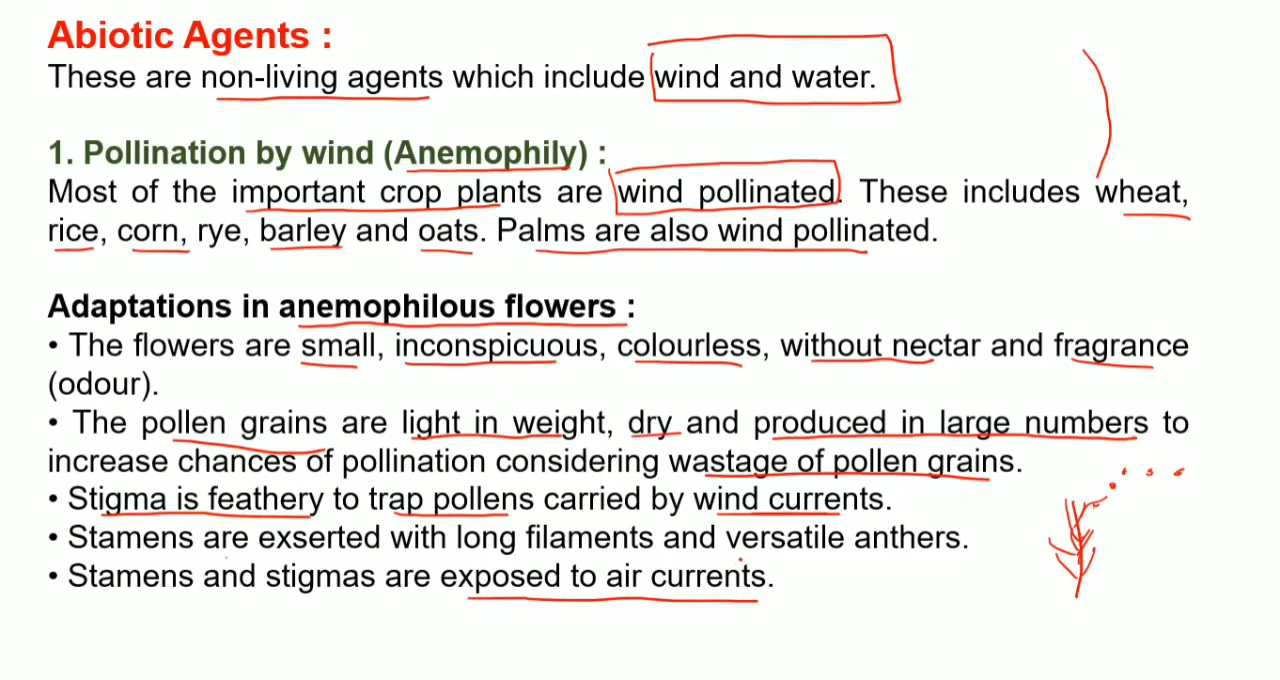 Abiotic Agents :
These are non-living agents which include wind and water.
1. Pollination by wind (Anemophily) :
Most of the important crop plants are wind pollinated. These includes wheat,
rice, corn, rye, barley and oats. Palms are also wind pollinated.
Adaptations in anemophilous flowers :
• The flowers are small, inconspicuous, colourless, without nectar and fragrance
(odour).
• The pollen grains are light in weight, dry and produced in large numbers to
increase chances of pollination considering wastage of pollen grains.
• Stigma is feathery to trap pollens carried by wind currents.
• Stamens are exserted with long filaments and versatile anthers.
• Stamens and stigmas are exposed to air currents.